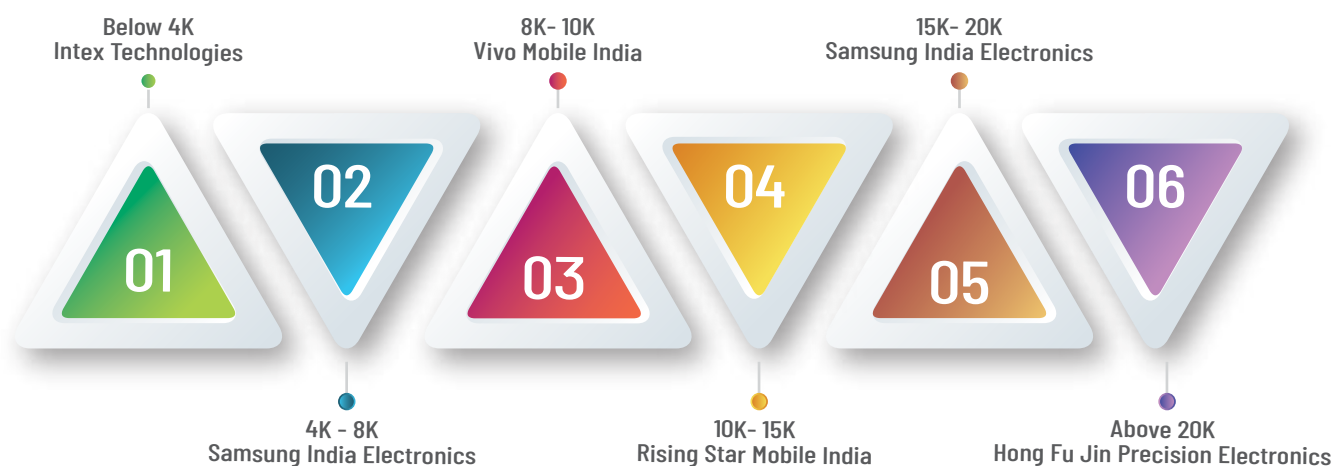 Below 4K
Intex Technologies
8K- 10K
Vivo Mobile India
15K- 20K
Samsung India Electronics
01
02
03
04
05
06
4K - 8K
Samsung India Electronics
10K- 15K
Rising Star Mobile India
Above 20K
Hong Fu Jin Precision Electronics